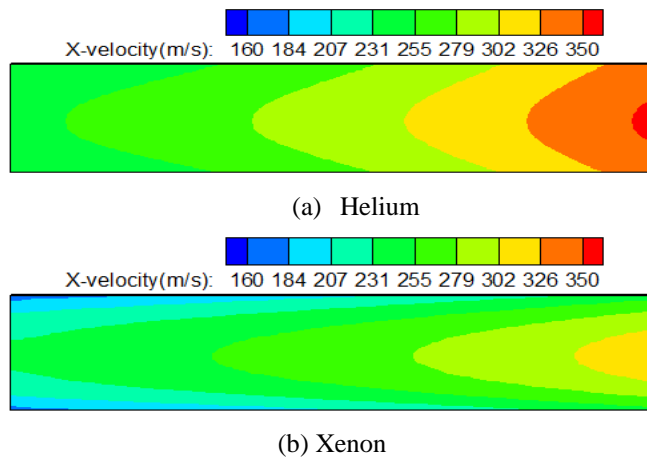 X-velocity(m/s): 160 184 207 231 255 279 302 326 350
(a) Helium
X-velocity(m/s): 160 184 207 231 255 279 302 326 350
(b) Xenon